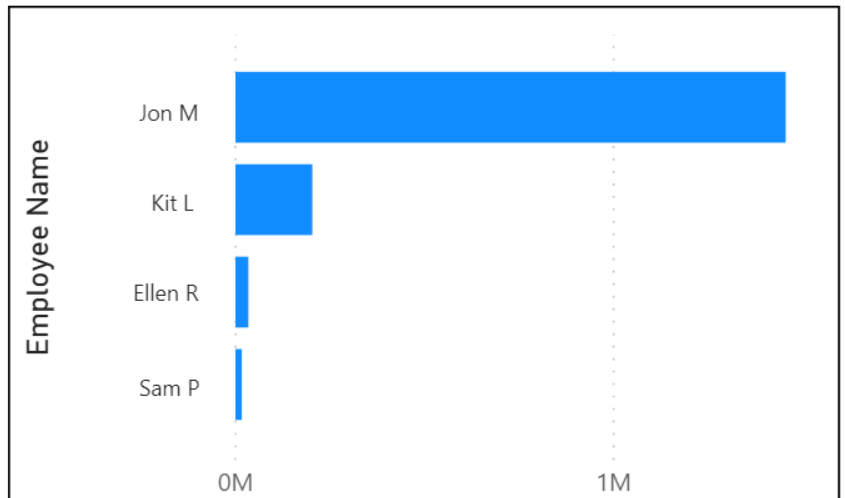 Employee Name
Jon M
Kit L
Ellen R
Sam P
0M
1M